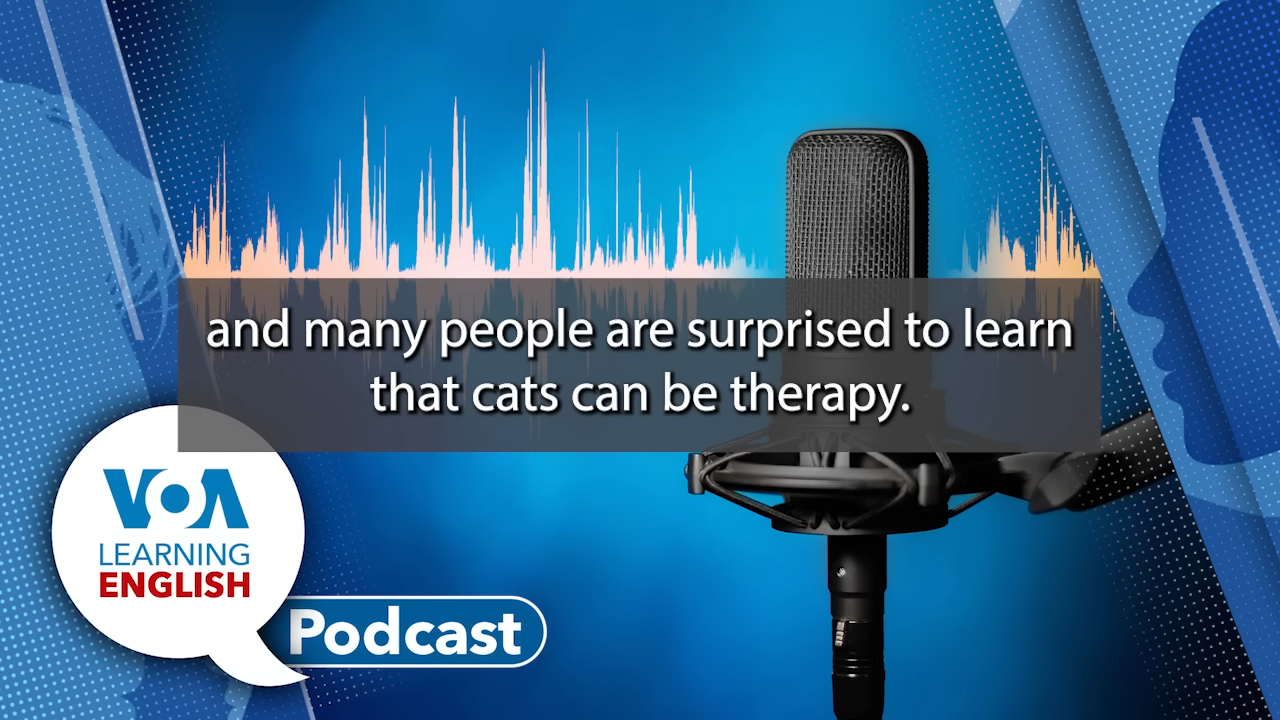 and many people are surprised to learn
that cats can be therapy.
VOA
LEARNING
ENGLISH
Podcast